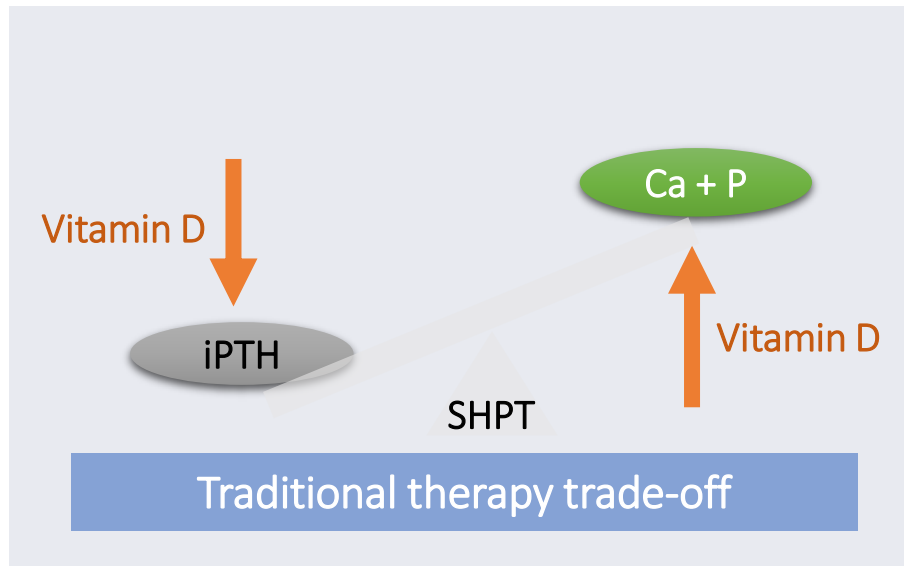 Ca + P
Vitamin D
Vitamin D
iPTH
SHPT
Traditional therapy trade-off